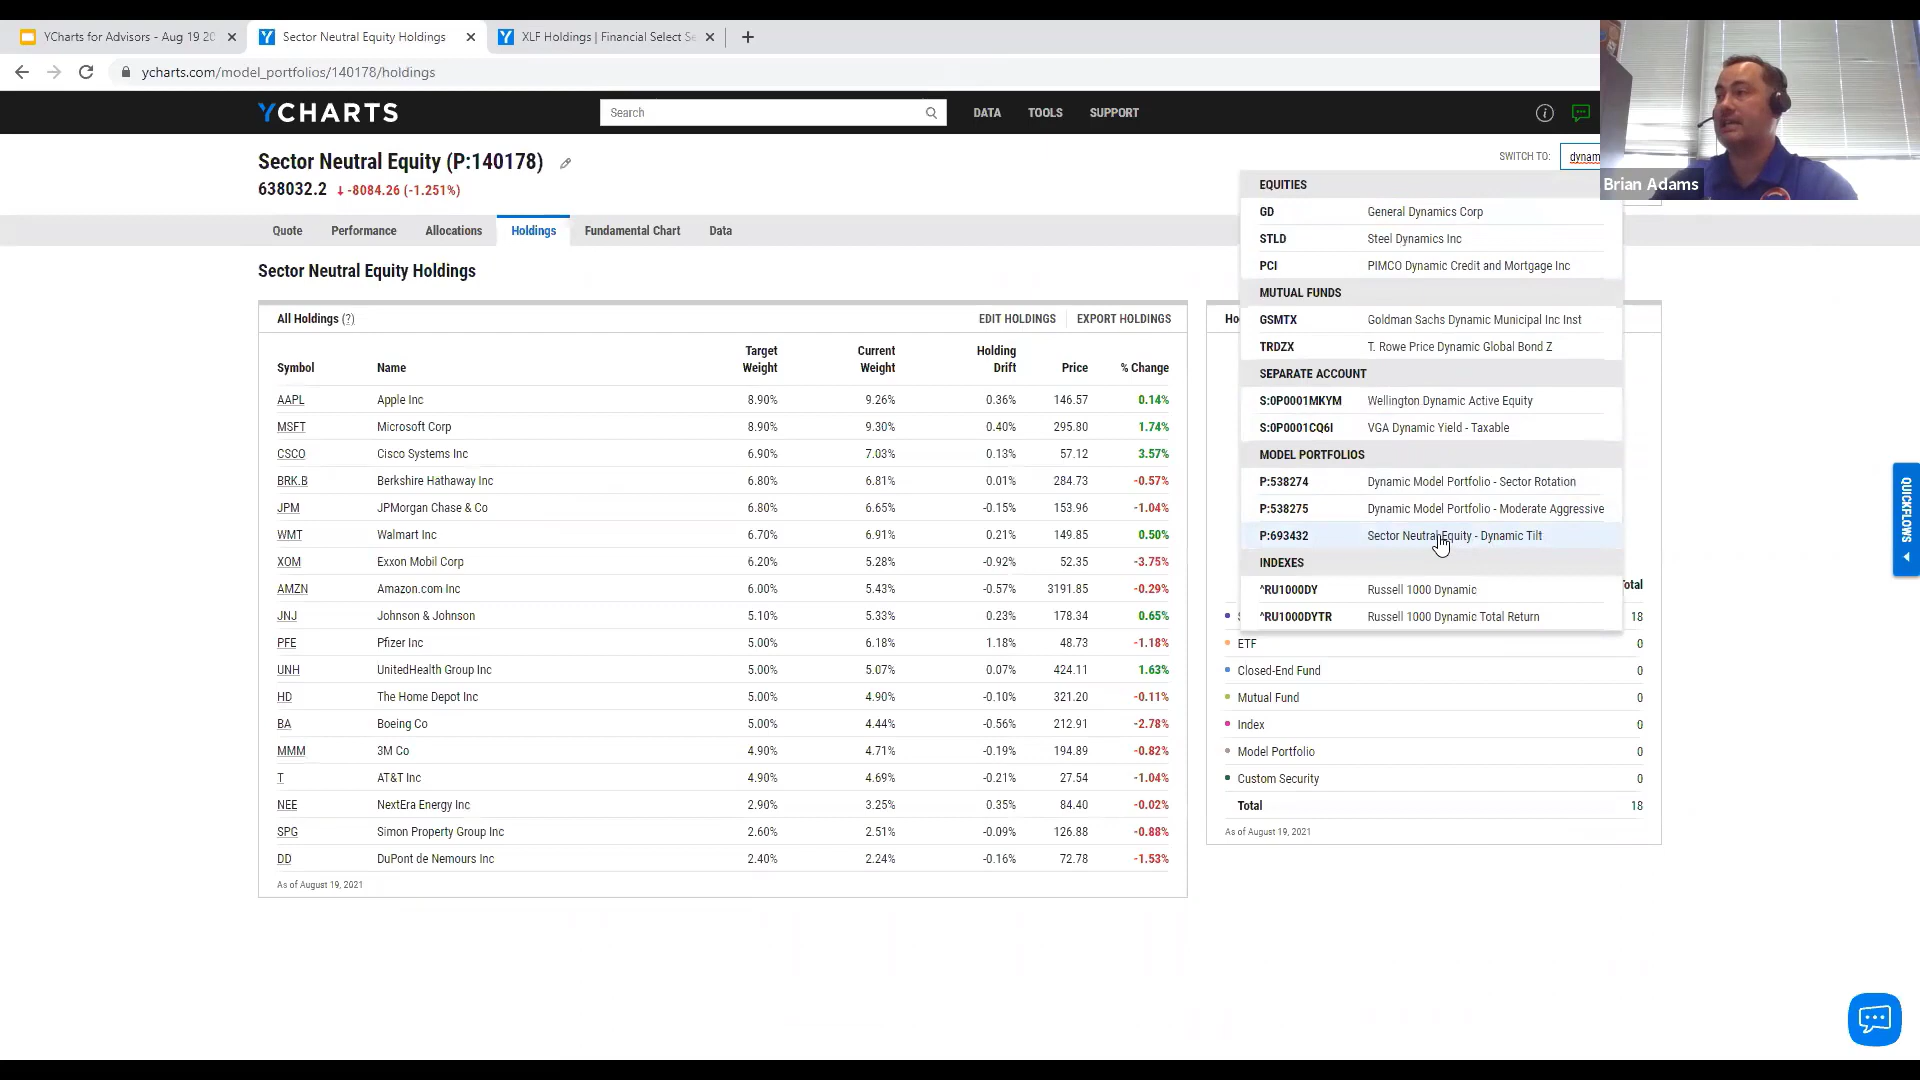 YCharts for Advisors - Aug 19 20
Sector Neutral Equity Holdings
XLF Holdings | Financial Select Se
ycharts.com/model_portfolios/140178/holdings
YCHARTS
Search
DATA
TOOLS
SUPPORT
Sector Neutral Equity (P:140178)
SWITCH TO:
dynam
Brian Adams
638032.2 ↓ -8084.26 (-1.251%)
Quote
Performance
Allocations
Holdings
Fundamental Chart
Data
Sector Neutral Equity Holdings
All Holdings (?)
EDIT HOLDINGS
EXPORT HOLDINGS
Symbol Name Target Weight Current Weight Holding Drift Price % Change
AAPL Apple Inc 8.90% 9.26% 0.36% 146.57 0.14%
MSFT Microsoft Corp 8.90% 9.30% 0.40% 295.80 1.74%
CSCO Cisco Systems Inc 6.90% 7.03% 0.13% 57.12 3.57%
BRK.B Berkshire Hathaway Inc 6.80% 6.81% 0.01% 284.73 -0.57%
JPM JPMorgan Chase & Co 6.80% 6.65% -0.15% 153.96 -1.04%
WMT Walmart Inc 6.70% 6.91% 0.21% 149.85 0.50%
XOM Exxon Mobil Corp 6.20% 5.28% -0.92% 52.35 -3.75%
AMZN Amazon.com Inc 6.00% 5.43% -0.57% 3191.85 -0.29%
JNJ Johnson & Johnson 5.10% 5.33% 0.23% 178.34 0.65%
PFE Pfizer Inc 5.00% 6.18% 1.18% 48.73 -1.18%
UNH UnitedHealth Group Inc 5.00% 5.07% 0.07% 424.11 1.63%
HD The Home Depot Inc 5.00% 4.90% -0.10% 321.20 -0.11%
BA Boeing Co 5.00% 4.44% -0.56% 212.91 -2.78%
MMM 3M Co 4.90% 4.71% -0.19% 194.89 -0.82%
T AT&T Inc 4.90% 4.69% -0.21% 27.54 -1.04%
NEE NextEra Energy Inc 2.90% 3.25% 0.35% 84.40 -0.02%
SPG Simon Property Group Inc 2.60% 2.51% -0.09% 126.88 -0.88%
DD DuPont de Nemours Inc 2.40% 2.24% -0.16% 72.78 -1.53%
As of August 19, 2021
EQUITIES
GD General Dynamics Corp
STLD Steel Dynamics Inc
PCI PIMCO Dynamic Credit and Mortgage Inc
MUTUAL FUNDS
GSMTX Goldman Sachs Dynamic Municipal Inc Inst
TRDZX T. Rowe Price Dynamic Global Bond Z
SEPARATE ACCOUNT
S:0P0001MKYM Wellington Dynamic Active Equity
S:0P0001CQ6I VGA Dynamic Yield - Taxable
MODEL PORTFOLIOS
P:538274 Dynamic Model Portfolio - Sector Rotation
P:538275 Dynamic Model Portfolio - Moderate Aggressive
P:693432 Sector Neutral Equity - Dynamic Tilt
INDEXES
^RU1000DY Russell 1000 Dynamic
^RU1000DYTR Russell 1000 Dynamic Total Return
Ho
otal
S 18
ETF 0
Closed-End Fund 0
Mutual Fund 0
Index 0
Model Portfolio 0
Custom Security 0
Total 18
As of August 19, 2021
QUICKFLOWS